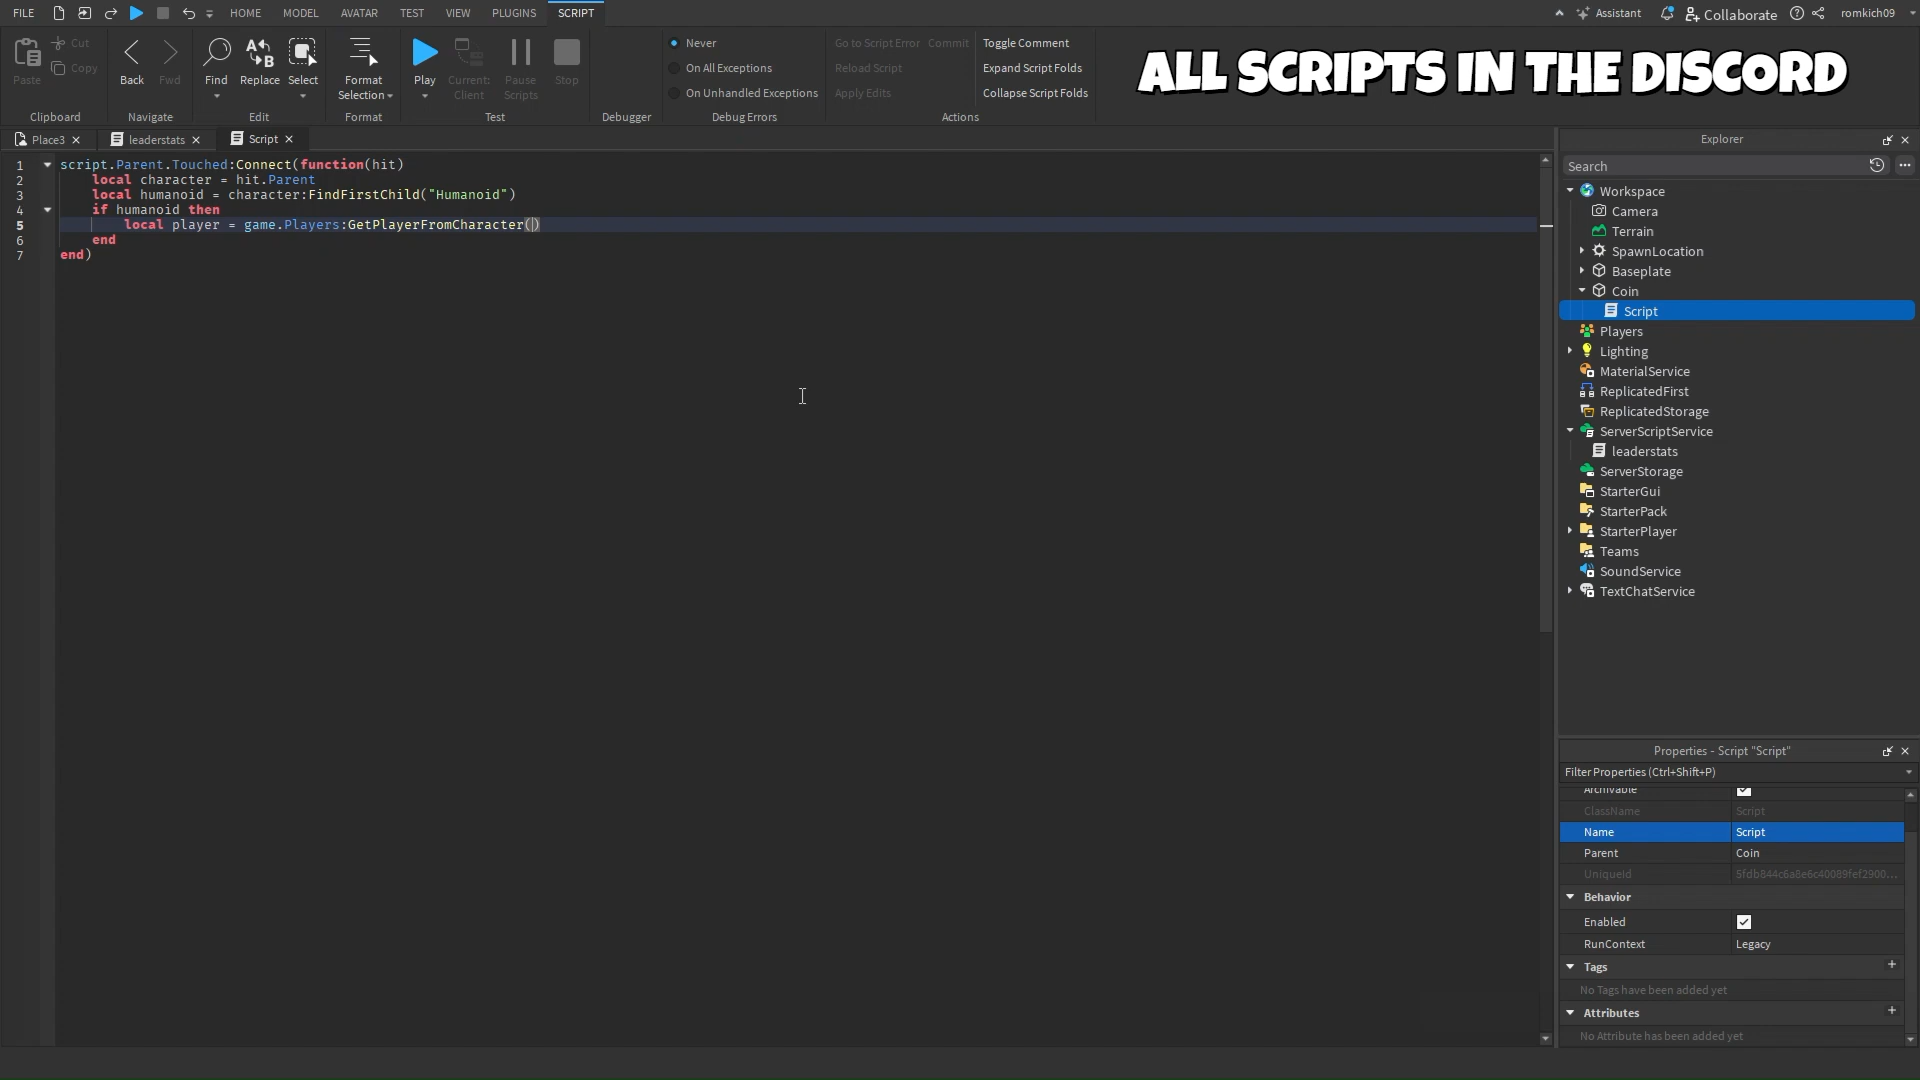 FILE HOME MODEL AVATAR TEST VIEW PLUGINS SCRIPT Assistant Collaborate romkich09
Paste Cut Copy Back Fwd Find Replace Select Format Selection Play Current: Client Pause Scripts Stop
Never
On All Exceptions
On Unhandled Exceptions
Go to Script Error Commit
Reload Script
Apply Edits
Toggle Comment
Expand Script Folds
Collapse Script Folds
ALL SCRIPTS IN THE DISCORD
Clipboard Navigate Edit Format Test Debugger Debug Errors Actions
Place3 leaderstats Script
1 script.Parent.Touched:Connect(function(hit)
2 local character = hit.Parent
3 local humanoid = character:FindFirstChild("Humanoid")
4 if humanoid then
5 local player = game.Players:GetPlayerFromCharacter()
6 end
7 end)
Explorer
Search
Workspace
Camera
Terrain
SpawnLocation
Baseplate
Coin
Script
Players
Lighting
MaterialService
ReplicatedFirst
ReplicatedStorage
ServerScriptService
leaderstats
ServerStorage
StarterGui
StarterPack
StarterPlayer
Teams
SoundService
TextChatService
Properties - Script "Script"
Filter Properties (Ctrl+Shift+P)
Archivable
ClassName Script
Name Script
Parent Coin
UniqueId 5fdb844c6a8e6c40089fef2900...
Behavior
Enabled
RunContext Legacy
Tags
No Tags have been added yet
Attributes
No Attribute has been added yet